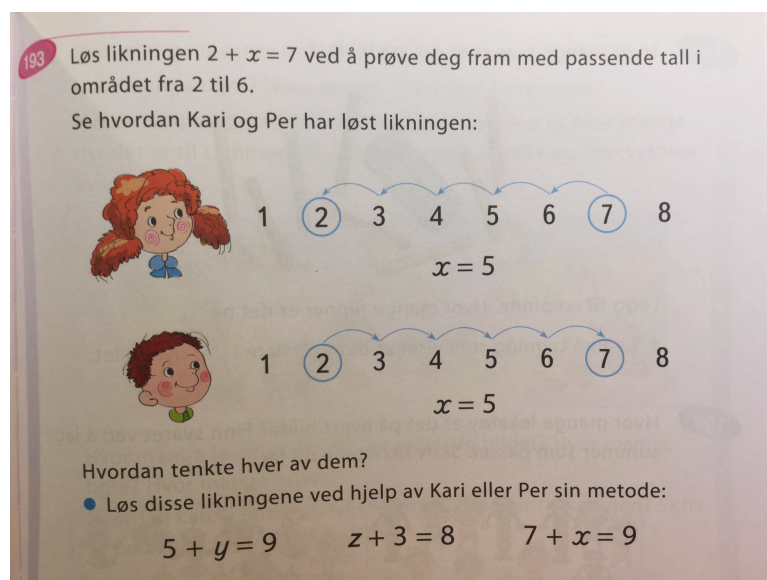 193
Løs likningen 2 + x = 7 ved å prøve deg fram med passende tall i
området fra 2 til 6.
Se hvordan Kari og Per har løst likningen:
1 2 3 4 5 6 7 8
x = 5
1 2 3 4 5 6 7 8
x = 5
Hvordan tenkte hver av dem?
• Løs disse likningene ved hjelp av Kari eller Per sin metode:
5 + y = 9 z + 3 = 8 7 + x = 9